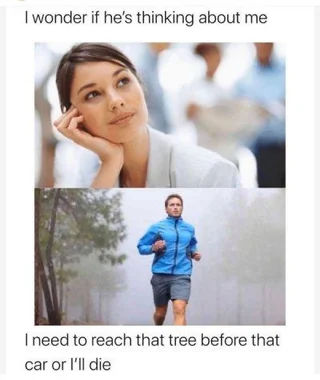 I wonder if he’s thinking about me
I need to reach that tree before that
car or I’ll die